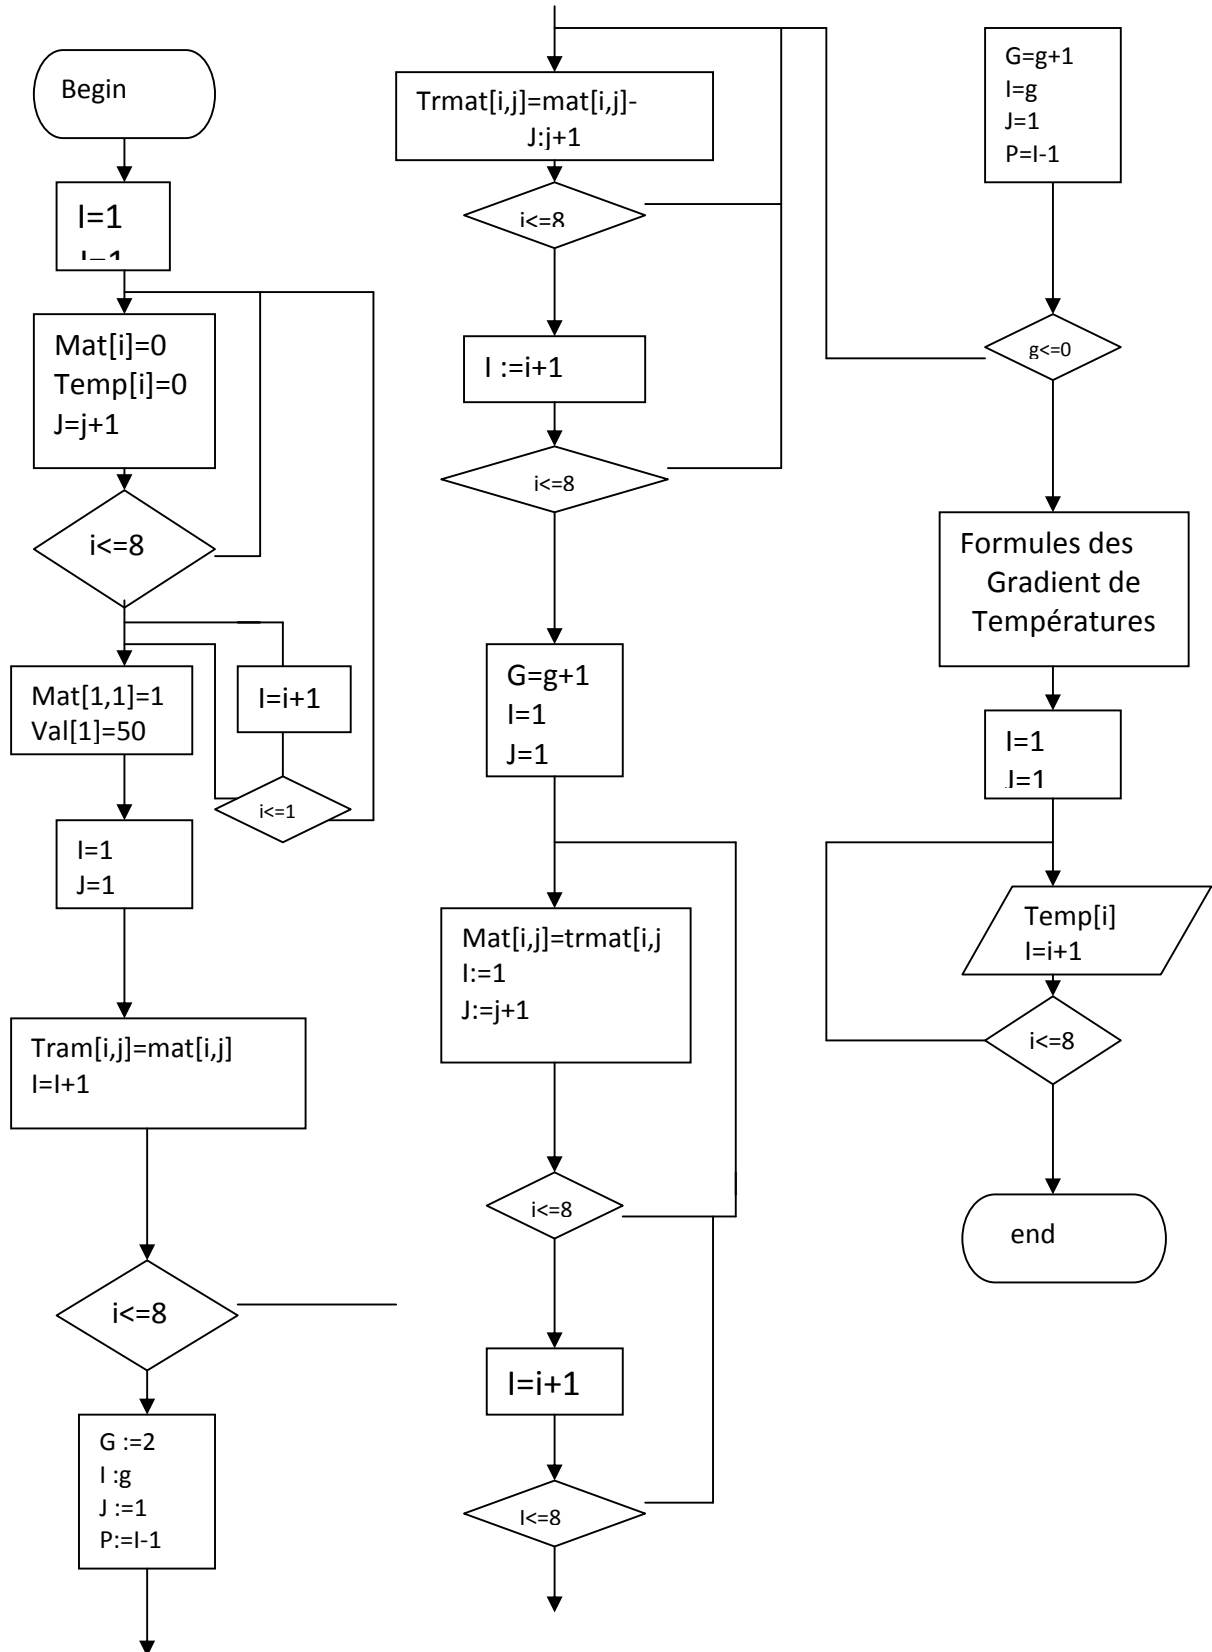 Begin
I=1
Mat[i]=0
Temp[i]=0
J=j+1
i<=8
Mat[1,1]=1
Val[1]=50
I=i+1
i<=1
I=1
J=1
Tram[i,j]=mat[i,j]
I=I+1
i<=8
G :=2
I :g
J :=1
P:=I-1
Trmat[i,j]=mat[i,j]-
J:j+1
i<=8
I :=i+1
i<=8
G=g+1
I=1
J=1
Mat[i,j]=trmat[i,j
I:=1
J:=j+1
i<=8
I=i+1
I<=8
G=g+1
I=g
J=1
P=I-1
g<=0
Formules des
Gradient de
Températures
I=1
J=1
Temp[i]
I=i+1
i<=8
end